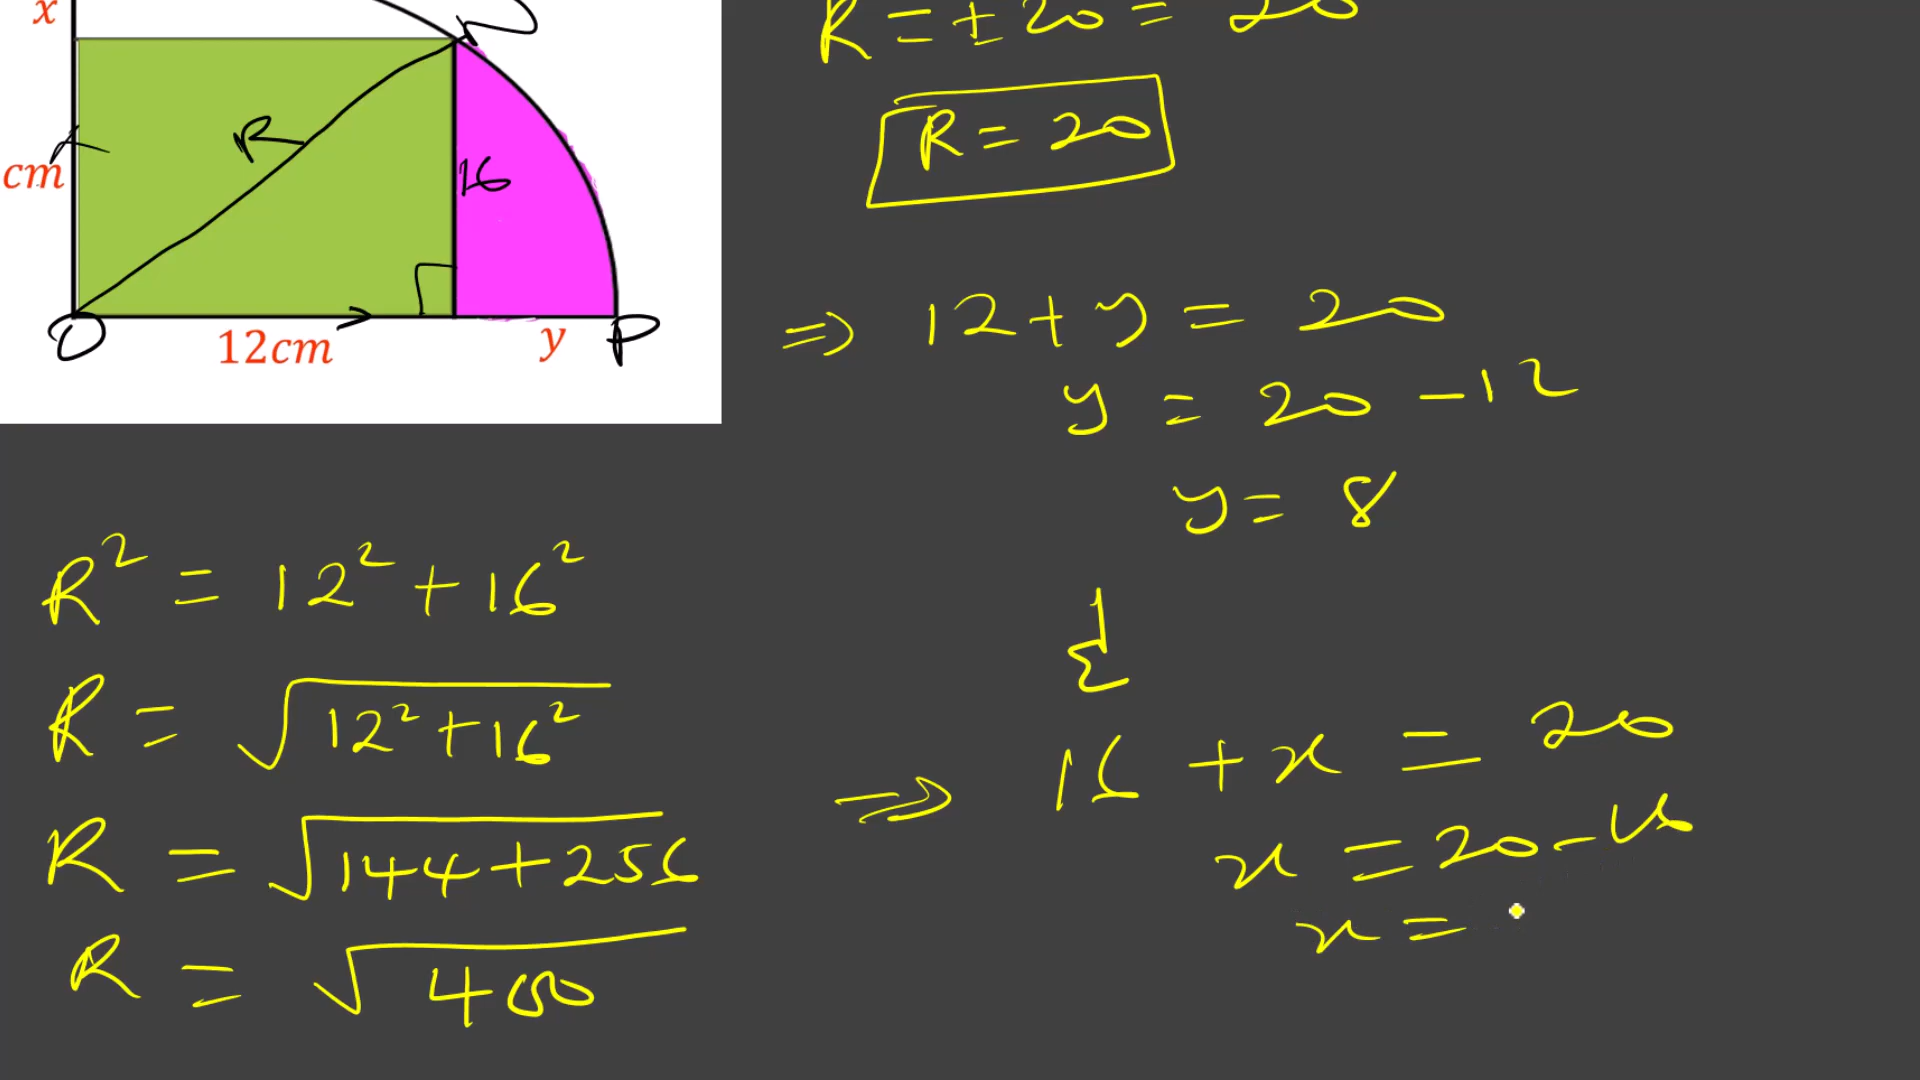 x
N
R
cm
16
O
12cm
y
P
R² = 12² + 16²
R = √12² + 16²
R = √144 + 256
R = √400
R = ± 20 = 20
R = 20
⇒ 12 + y = 20
y = 20 - 12
y = 8
⇒ 16 + x = 20
x = 20 - 16
x =